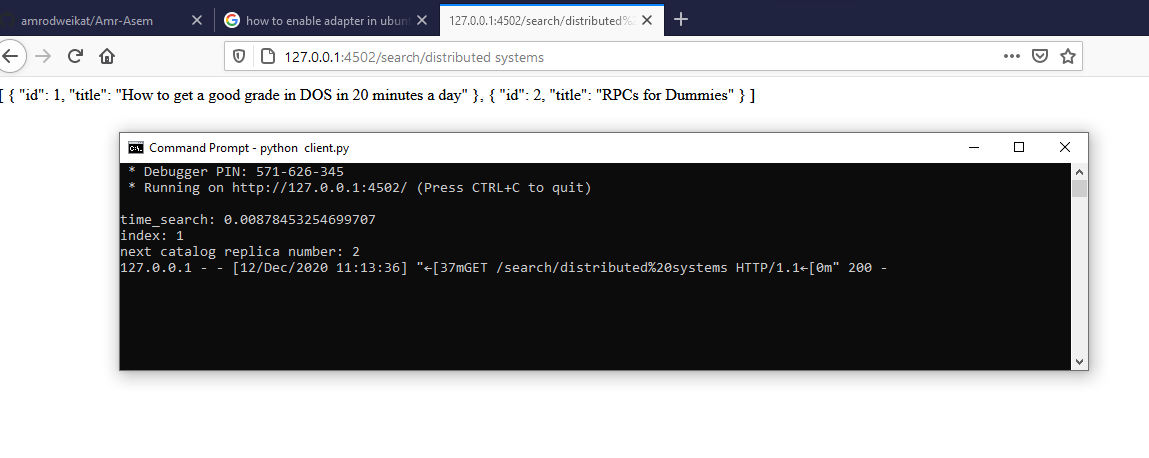 amrodweikat/Amr-Asem
how to enable adapter in ubun
127.0.0.1:4502/search/distributed%2
127.0.0.1:4502/search/distributed systems
[ { "id": 1, "title": "How to get a good grade in DOS in 20 minutes a day" }, { "id": 2, "title": "RPCs for Dummies" } ]
C:\. Command Prompt - python  client.py
 * Debugger PIN: 571-626-345
 * Running on http://127.0.0.1:4502/ (Press CTRL+C to quit)
time_search: 0.00878453254699707
index: 1
next catalog replica number: 2
127.0.0.1 - - [12/Dec/2020 11:13:36] "←[37mGET /search/distributed%20systems HTTP/1.1←[0m" 200 -